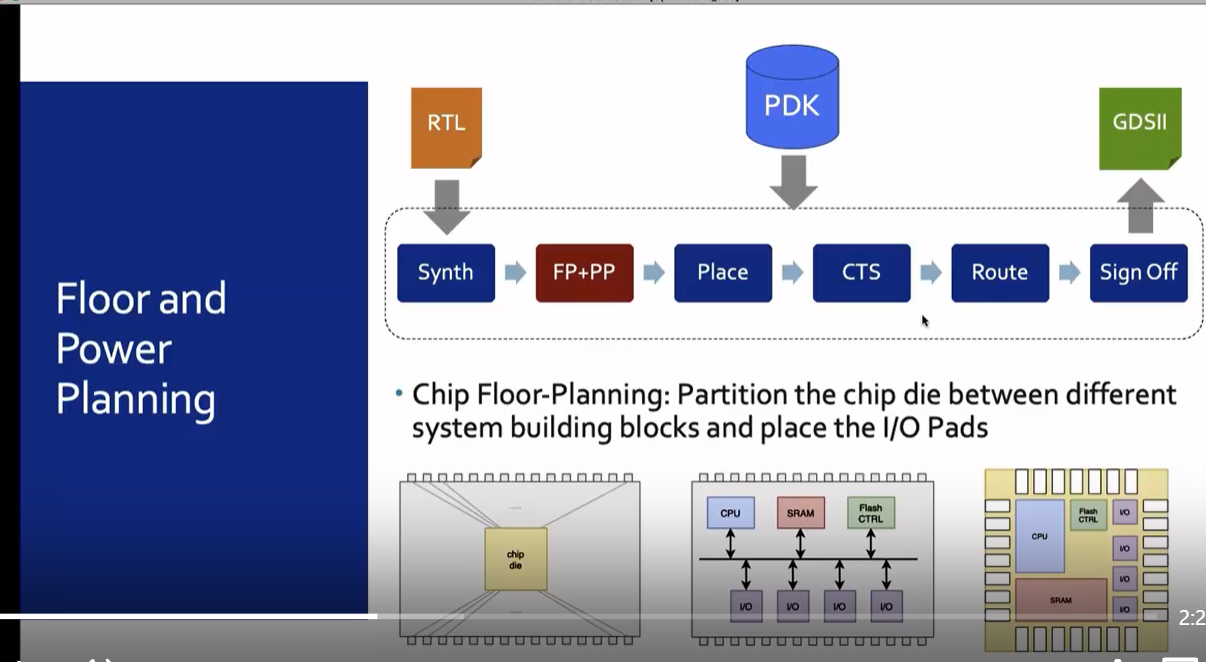 RTL
PDK
GDSII
Synth
FP+PP
Place
CTS
Route
Sign Off
Floor and
Power
Planning
• Chip Floor-Planning: Partition the chip die between different
system building blocks and place the I/O Pads
.....
chip
die
.....
CPU
SRAM
Flash
CTRL
I/O
I/O
I/O
I/O
CPU
Flash
CTRL
I/O
I/O
I/O
SRAM
I/O